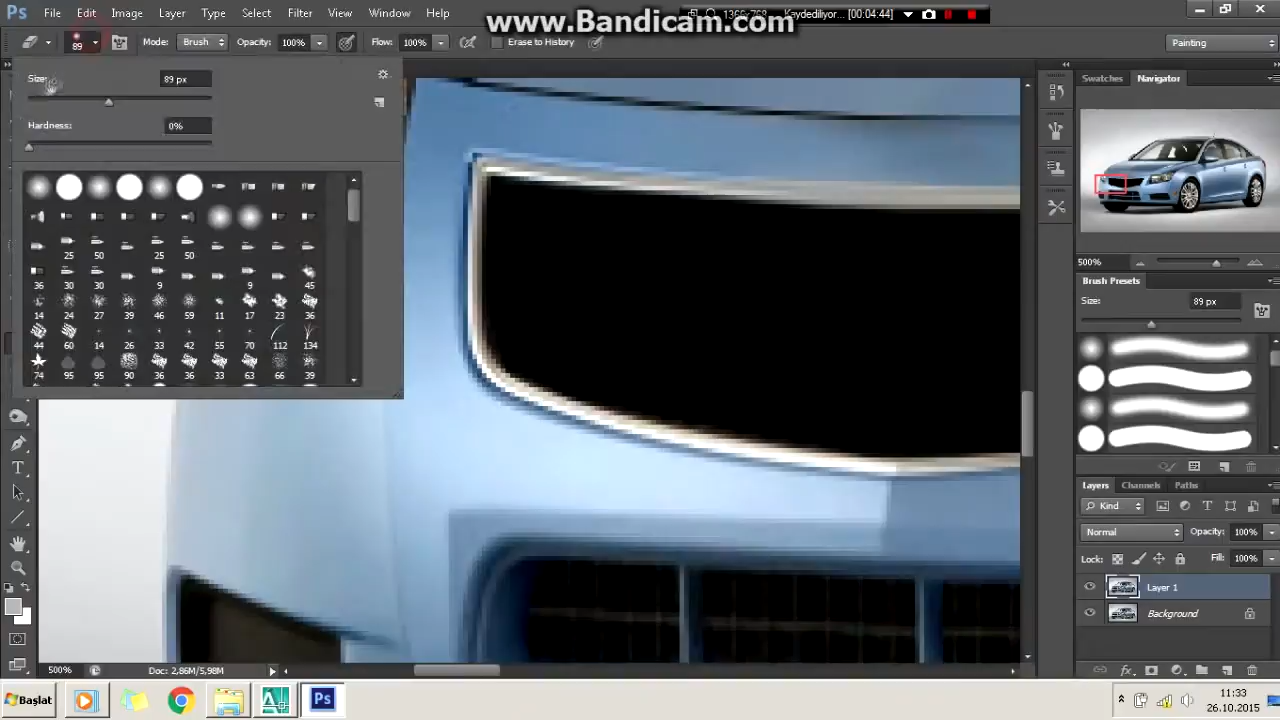 www.Bandicam.com
1366x768 Kaydediliyor... [00:04:44]
Ps File Edit Image Layer Type Select Filter View Window Help
89 Mode: Brush Opacity: 100% Flow: 100% Erase to History Painting
Size: 89 px
Hardness: 0%
25 50 25 50
36 30 30 9 9 45
14 24 27 39 46 59 11 17 23 36
44 60 14 26 33 42 55 70 112 134
74 95 95 90 36 36 33 63 66 39
Swatches Navigator
500%
Brush Presets
Size: 89 px
Layers Channels Paths
Kind
Normal Opacity: 100%
Lock: Fill: 100%
Layer 1
Background
T
500% Doc: 2,86M/5,98M
Başlat Ps 11:33
26.10.2015